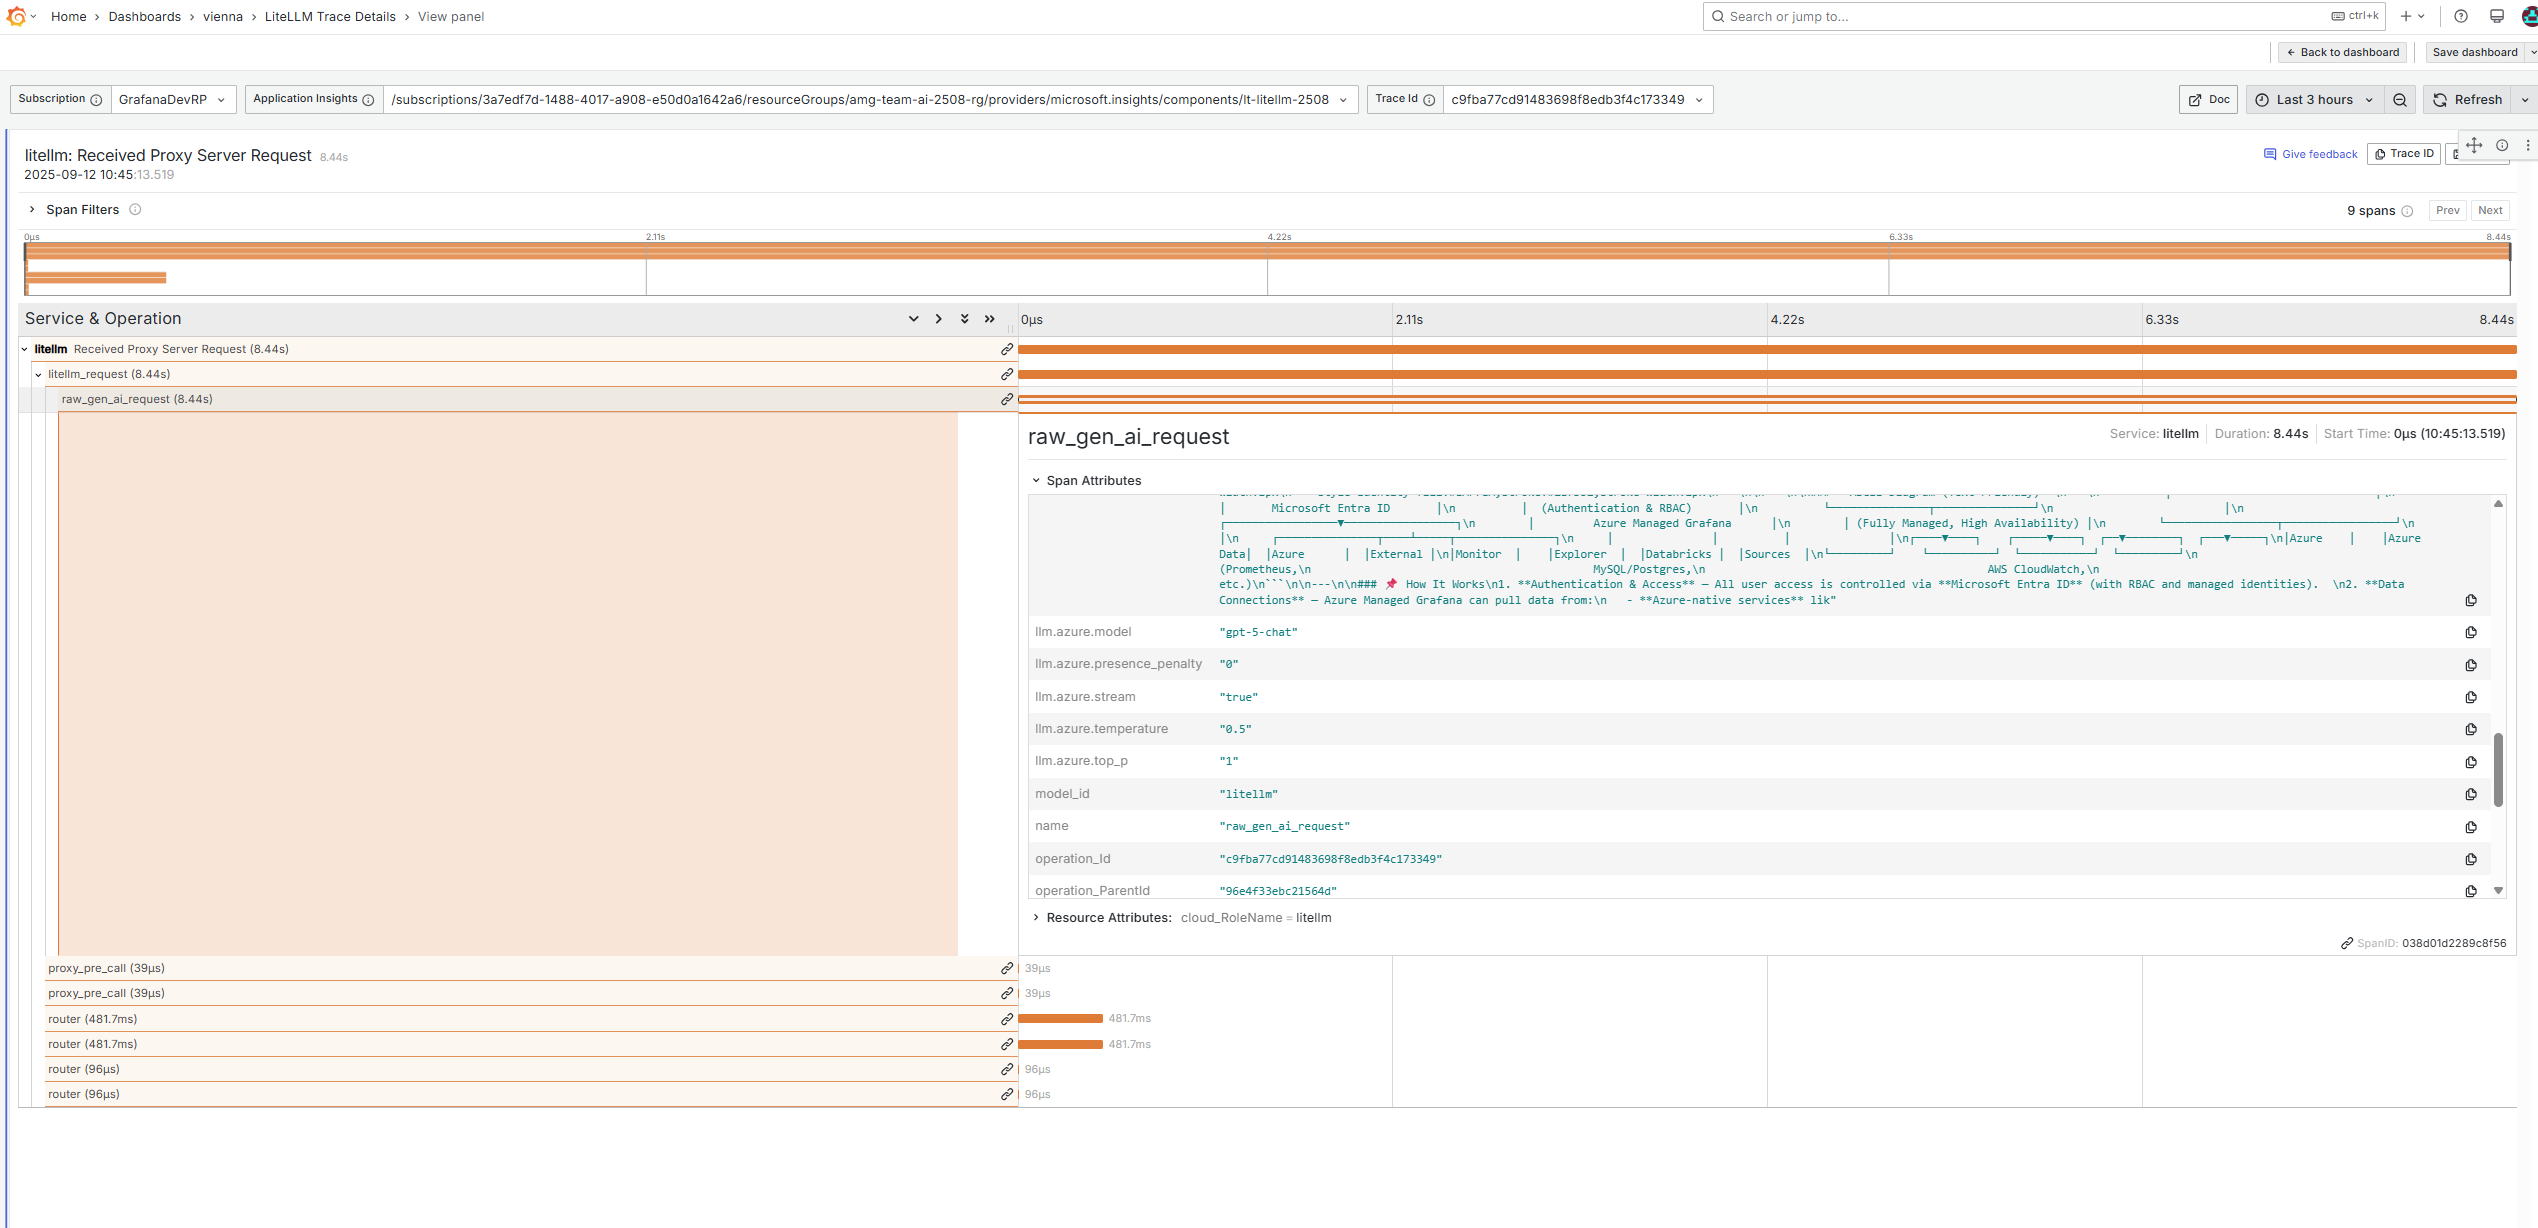 Home › Dashboards › vienna › LiteLLM Trace Details › View panel
Search or jump to...
ctrl+k
Back to dashboard
Save dashboard
Subscription
GrafanaDevRP
Application Insights
/subscriptions/3a7edf7d-1488-4017-a908-e50d0a1642a6/resourceGroups/amg-team-ai-2508-rg/providers/microsoft.insights/components/lt-litellm-2508
Trace Id
c9fba77cd91483698f8edb3f4c173349
Doc
Last 3 hours
Refresh
litellm: Received Proxy Server Request 8.44s
Give feedback
Trace ID
2025-09-12 10:45:13.519
Span Filters
9 spans
Prev
Next
0μs 2.11s 4.22s 6.33s 8.44s
Service & Operation
0μs 2.11s 4.22s 6.33s 8.44s
litellm Received Proxy Server Request (8.44s)
litellm_request (8.44s)
raw_gen_ai_request (8.44s)
raw_gen_ai_request
Service: litellm
Duration: 8.44s
Start Time: 0μs (10:45:13.519)
Span Attributes
│ Microsoft Entra ID │\n │ (Authentication & RBAC) │\n └───────────────┬───────────────┘\n │\n
┌─────────────────▼─────────────────┐\n │ Azure Managed Grafana │\n │ (Fully Managed, High Availability) │\n └─────────────────┬─────────────────┘\n
│\n ┌───────────────┬────┴─────┬───────────────┐\n │ │ │ │\n┌────▼────┐ ┌─────▼────┐ ┌──▼────────┐ ┌───▼─────┐\n│Azure │ │Azure
Data│ │Azure │ │External │\n│Monitor │ │Explorer │ │Databricks │ │Sources │\n└─────────┘ └──────────┘ └───────────┘ └─────────┘\n
(Prometheus,\n MySQL/Postgres,\n AWS CloudWatch,\n
etc.)\n```\n\n---\n\n### 📌 How It Works\n1. **Authentication & Access** – All user access is controlled via **Microsoft Entra ID** (with RBAC and managed identities). \n2. **Data
Connections** – Azure Managed Grafana can pull data from:\n - **Azure-native services** lik"
llm.azure.model "gpt-5-chat"
llm.azure.presence_penalty "0"
llm.azure.stream "true"
llm.azure.temperature "0.5"
llm.azure.top_p "1"
model_id "litellm"
name "raw_gen_ai_request"
operation_Id "c9fba77cd91483698f8edb3f4c173349"
operation_ParentId "96e4f33ebc21564d"
Resource Attributes: cloud_RoleName = litellm
SpanID: 038d01d2289c8f56
proxy_pre_call (39μs) 39μs
proxy_pre_call (39μs) 39μs
router (481.7ms) 481.7ms
router (481.7ms) 481.7ms
router (96μs) 96μs
router (96μs) 96μs